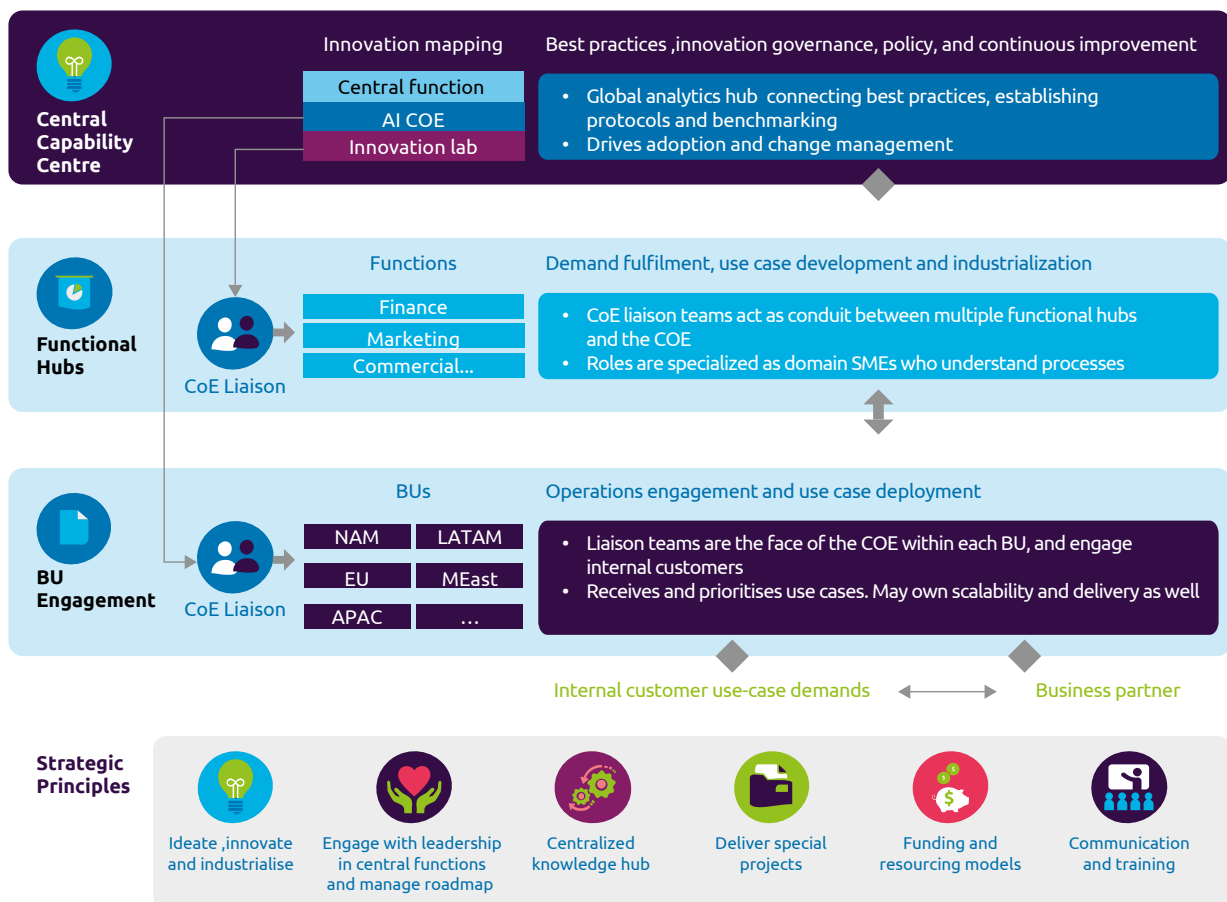 Central
Capability
Centre
Innovation mapping
Central function
AI COE
Innovation lab
Best practices ,innovation governance, policy, and continuous improvement
• Global analytics hub connecting best practices, establishing
protocols and benchmarking
• Drives adoption and change management
Functional
Hubs
CoE Liaison
Functions
Finance
Marketing
Commercial...
Demand fulfilment, use case development and industrialization
• CoE liaison teams act as conduit between multiple functional hubs
and the COE
• Roles are specialized as domain SMEs who understand processes
BU
Engagement
CoE Liaison
BUs
NAM LATAM
EU MEast
APAC ...
Operations engagement and use case deployment
• Liaison teams are the face of the COE within each BU, and engage
internal customers
• Receives and prioritises use cases. May own scalability and delivery as well
Internal customer use-case demands
Business partner
Strategic
Principles
Ideate ,innovate
and industrialise
Engage with leadership
in central functions
and manage roadmap
Centralized
knowledge hub
Deliver special
projects
$ $
$
Funding and
resourcing models
Communication
and training